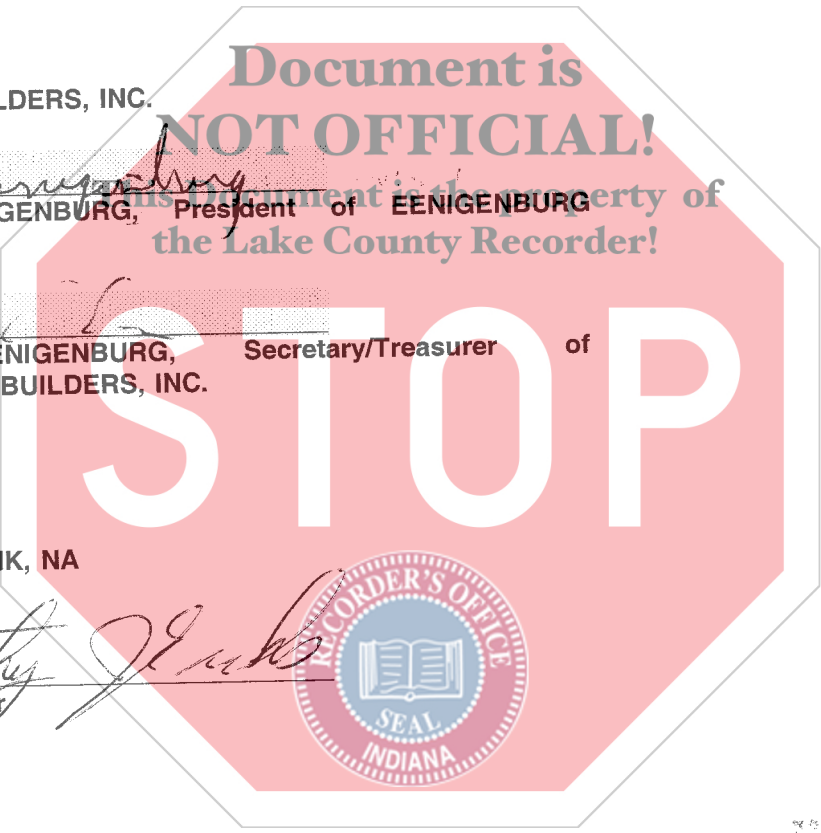 Document is
LDERS, INC.
NOT OFFICIAL!
This Document is the property of
GENBURG, President of EENIGENBURG
the Lake County Recorder!
STOP
ENIGENBURG, Secretary/Treasurer of
BUILDERS, INC.
NK, NA
RECORDER'S OFFICE
SEAL
INDIANA